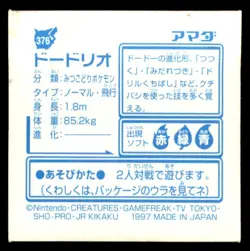 376
アマダ
ドードリオ
分類：みつごどりポケモン
タイプ：ノーマル・飛行
身長：1.8m
体重：85.2kg
進化：―――
ドードーの進化形。「つつ
く」・「みだれづき」・「ド
リルくちばし」など、ク
チバシを使った技を多く覚
える。
出現ソフト 赤 緑 青
●あそびかた● 2人対戦で遊びます。
(くわしくは、パッケージのウラを見てネ)
©Nintendo・CREATURES・GAMEFREAK・TV TOKYO・
SHO-PRO・JR KIKAKU 1997 MADE IN JAPAN